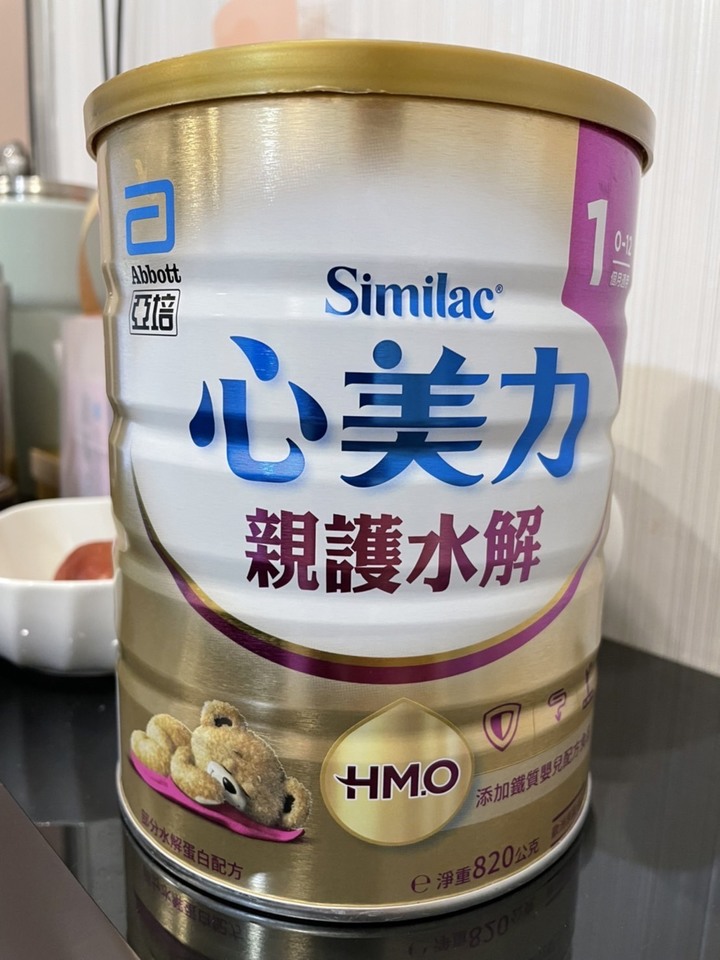 Abbott
亞培
Similac®
1
0-12
心美力
親護水解
HM.O
添加鐵質嬰兒配方
部分水解蛋白配方
e 淨重820公克